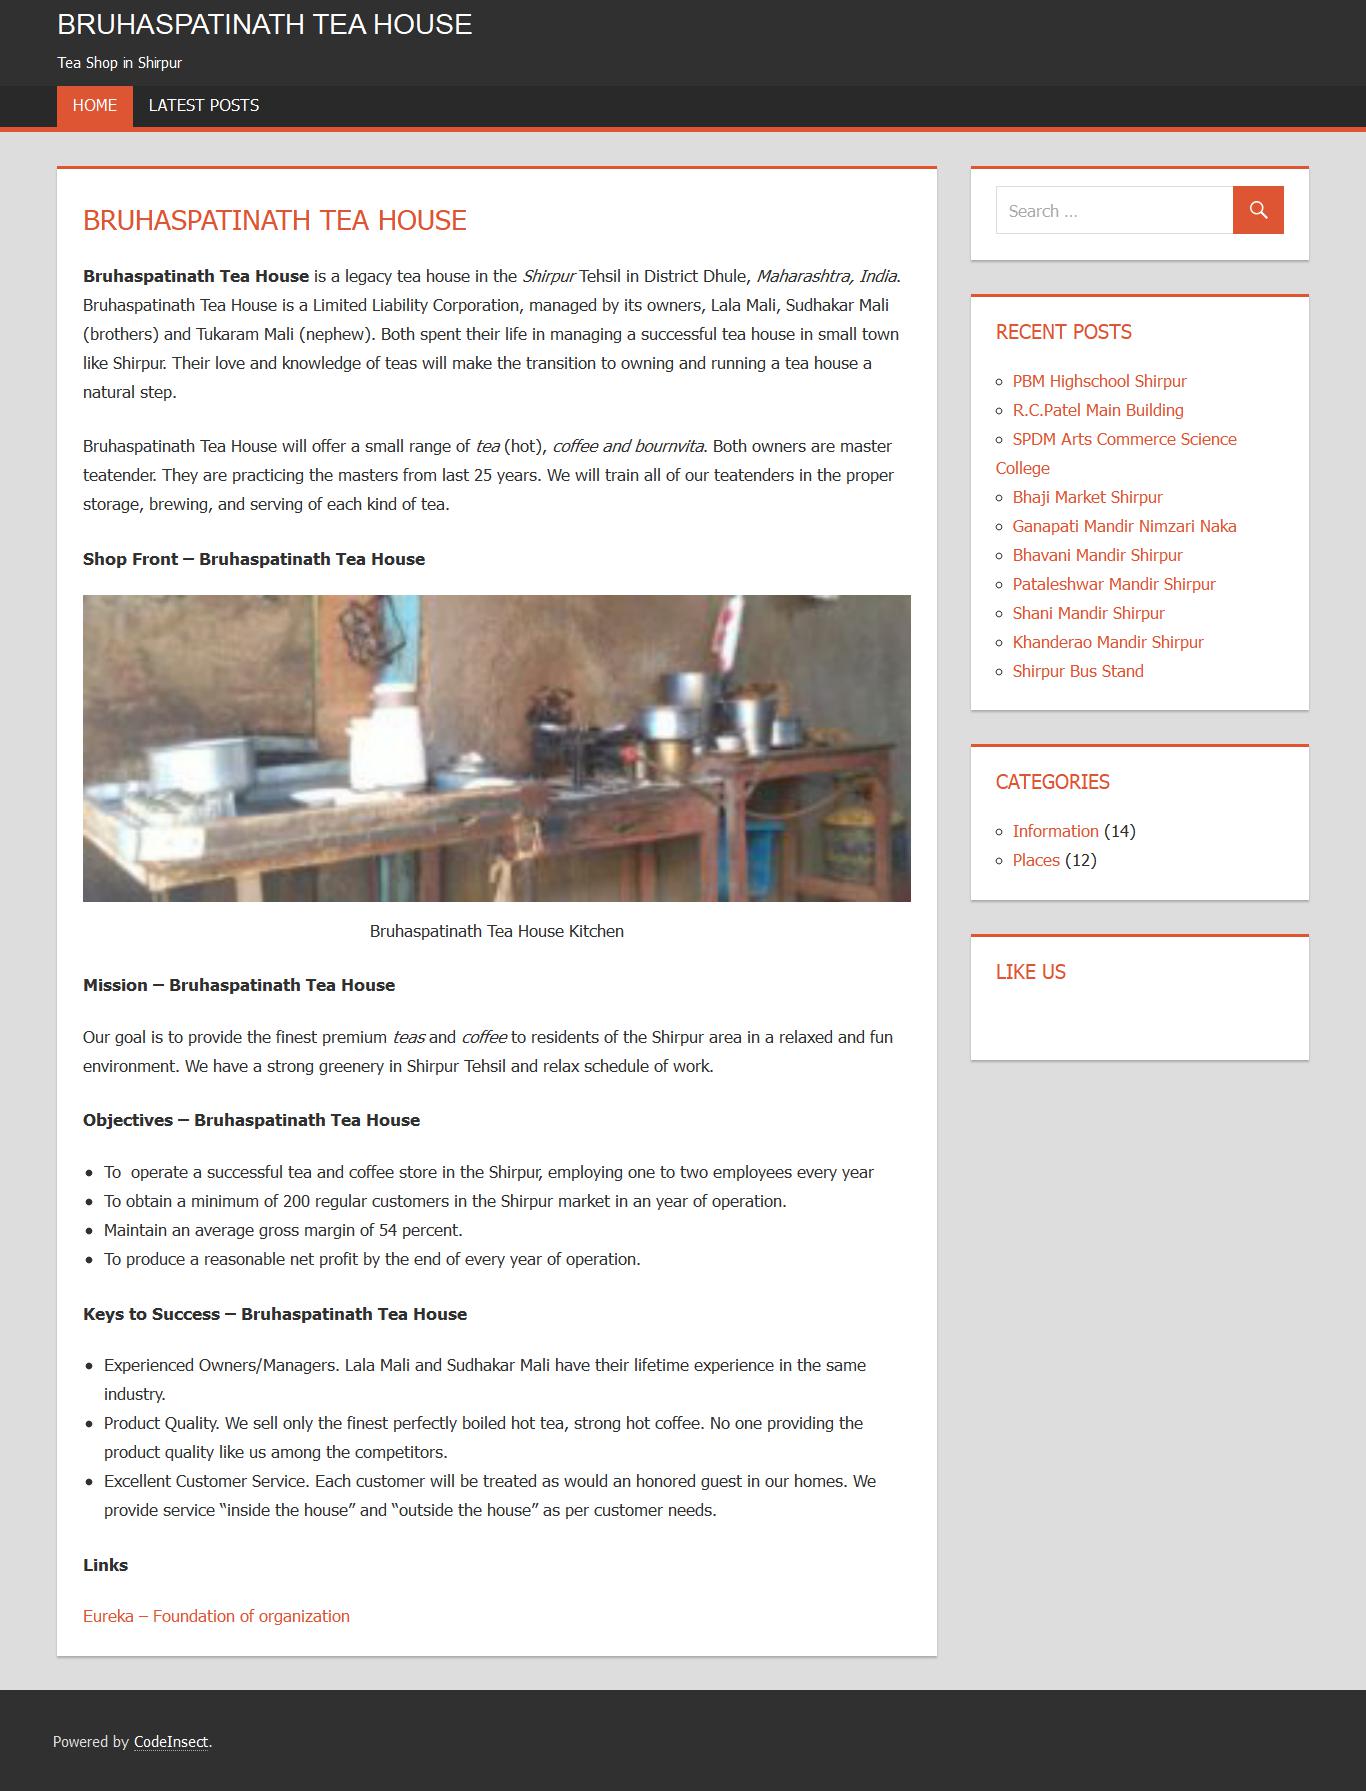 BRUHASPATINATH TEA HOUSE
Tea Shop in Shirpur
HOME LATEST POSTS
BRUHASPATINATH TEA HOUSE
Bruhaspatinath Tea House is a legacy tea house in the Shirpur Tehsil in District Dhule, Maharashtra, India.
Bruhaspatinath Tea House is a Limited Liability Corporation, managed by its owners, Lala Mali, Sudhakar Mali
(brothers) and Tukaram Mali (nephew). Both spent their life in managing a successful tea house in small town
like Shirpur. Their love and knowledge of teas will make the transition to owning and running a tea house a
natural step.
Bruhaspatinath Tea House will offer a small range of tea (hot), coffee and bournvita. Both owners are master
teatender. They are practicing the masters from last 25 years. We will train all of our teatenders in the proper
storage, brewing, and serving of each kind of tea.
Shop Front – Bruhaspatinath Tea House
Bruhaspatinath Tea House Kitchen
Mission – Bruhaspatinath Tea House
Our goal is to provide the finest premium teas and coffee to residents of the Shirpur area in a relaxed and fun
environment. We have a strong greenery in Shirpur Tehsil and relax schedule of work.
Objectives – Bruhaspatinath Tea House
To  operate a successful tea and coffee store in the Shirpur, employing one to two employees every year
To obtain a minimum of 200 regular customers in the Shirpur market in an year of operation.
Maintain an average gross margin of 54 percent.
To produce a reasonable net profit by the end of every year of operation.
Keys to Success – Bruhaspatinath Tea House
Experienced Owners/Managers. Lala Mali and Sudhakar Mali have their lifetime experience in the same
industry.
Product Quality. We sell only the finest perfectly boiled hot tea, strong hot coffee. No one providing the
product quality like us among the competitors.
Excellent Customer Service. Each customer will be treated as would an honored guest in our homes. We
provide service “inside the house” and “outside the house” as per customer needs.
Links
Eureka – Foundation of organization
Search …
RECENT POSTS
PBM Highschool Shirpur
R.C.Patel Main Building
SPDM Arts Commerce Science
College
Bhaji Market Shirpur
Ganapati Mandir Nimzari Naka
Bhavani Mandir Shirpur
Pataleshwar Mandir Shirpur
Shani Mandir Shirpur
Khanderao Mandir Shirpur
Shirpur Bus Stand
CATEGORIES
Information (14)
Places (12)
LIKE US
Powered by CodeInsect.